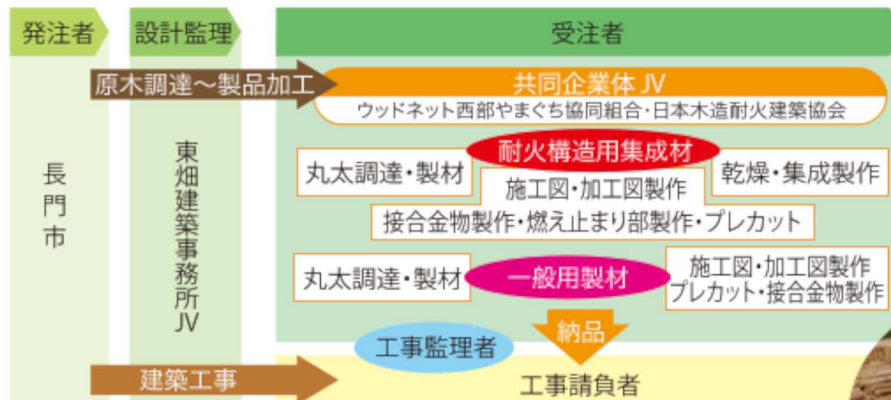 発注者
設計監理
受注者
原木調達～製品加工
共同企業体 JV
ウッドネット西部やまぐち協同組合・日本木造耐火建築協会
長門市
東畑建築事務所JV
耐火構造用集成材
丸太調達・製材
乾燥・集成製作
施工図・加工図製作
接合金物製作・燃え止まり部製作・プレカット
丸太調達・製材
一般用製材
施工図・加工図製作
プレカット・接合金物製作
納品
工事監理者
建築工事
工事請負者